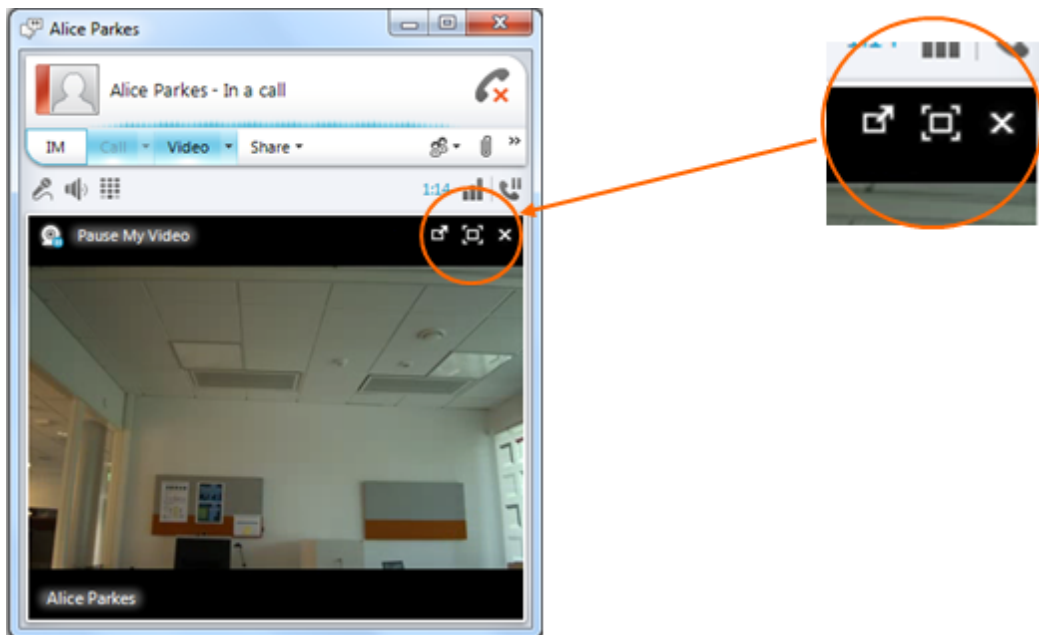 Alice Parkes
Alice Parkes - In a call
IM Call Video Share
1:14
Pause My Video
Alice Parkes